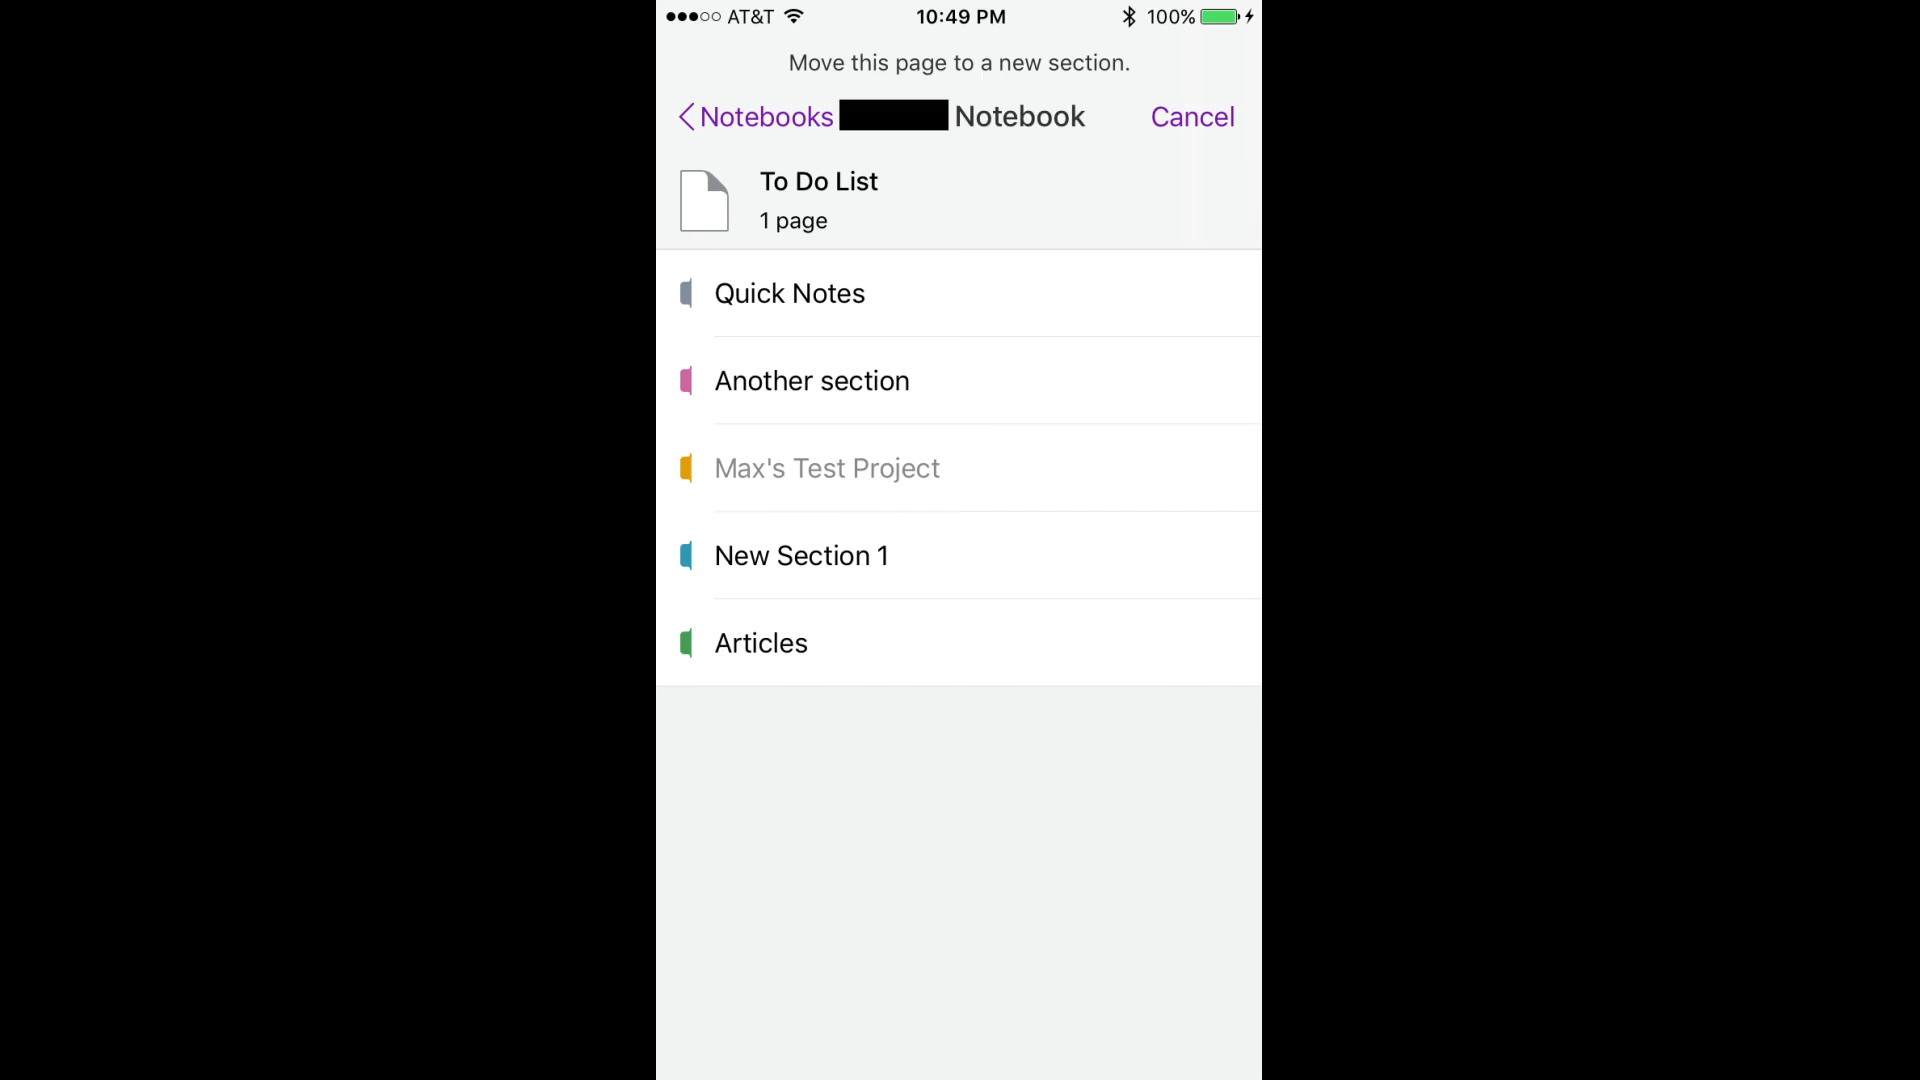 AT&T 10:49 PM 100%
Move this page to a new section.
Notebooks Notebook Cancel
To Do List
1 page
Quick Notes
Another section
Max's Test Project
New Section 1
Articles